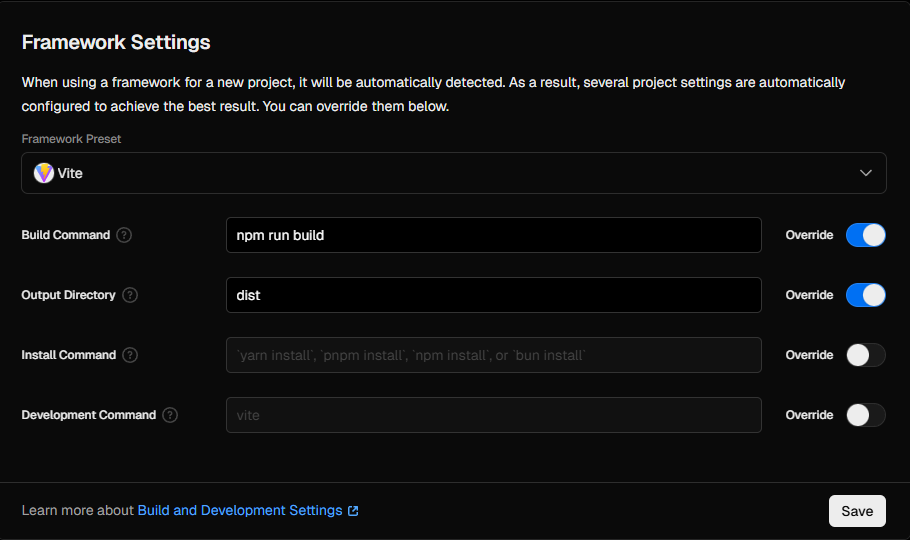 Framework Settings
When using a framework for a new project, it will be automatically detected. As a result, several project settings are automatically
configured to achieve the best result. You can override them below.
Framework Preset
Vite
Build Command ? npm run build Override
Output Directory ? dist Override
Install Command ? `yarn install`, `pnpm install`, `npm install`, or `bun install` Override
Development Command ? vite Override
Learn more about Build and Development Settings Save